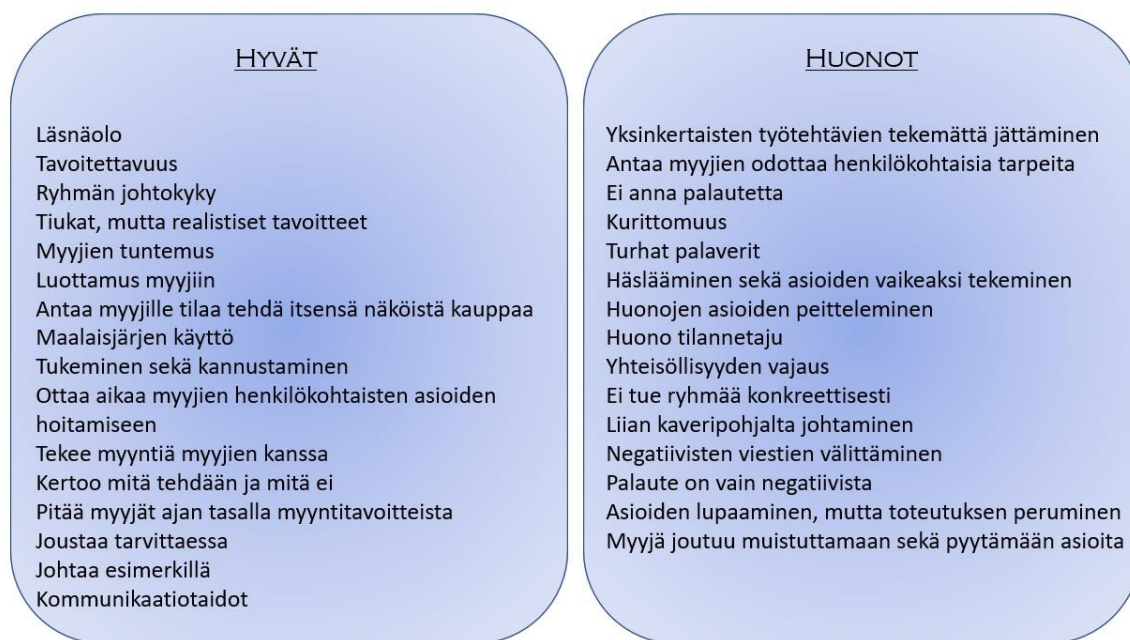 HYVÄT
Läsnäolo
Tavoitettavuus
Ryhmän johtokyky
Tiukat, mutta realistiset tavoitteet
Myyjien tuntemus
Luottamus myyjiin
Antaa myyjille tilaa tehdä itsensä näköistä kauppaa
Maalaisjärjen käyttö
Tukeminen sekä kannustaminen
Ottaa aikaa myyjien henkilökohtaisten asioiden
hoitamiseen
Tekee myyntiä myyjien kanssa
Kertoo mitä tehdään ja mitä ei
Pitää myyjät ajan tasalla myyntitavoitteista
Joustaa tarvittaessa
Johtaa esimerkillä
Kommunikaatiotaidot
HUONOT
Yksinkertaisten työtehtävien tekemättä jättäminen
Antaa myyjien odottaa henkilökohtaisia tarpeita
Ei anna palautetta
Kurittomuus
Turhat palaverit
Häslääminen sekä asioiden vaikeaksi tekeminen
Huonojen asioiden peitteleminen
Huono tilannetaju
Yhteisöllisyyden vajaus
Ei tue ryhmää konkreettisesti
Liian kaveripohjalta johtaminen
Negatiivisten viestien välittäminen
Palaute on vain negatiivista
Asioiden lupaaminen, mutta toteutuksen peruminen
Myyjä joutuu muistuttamaan sekä pyytämään asioita